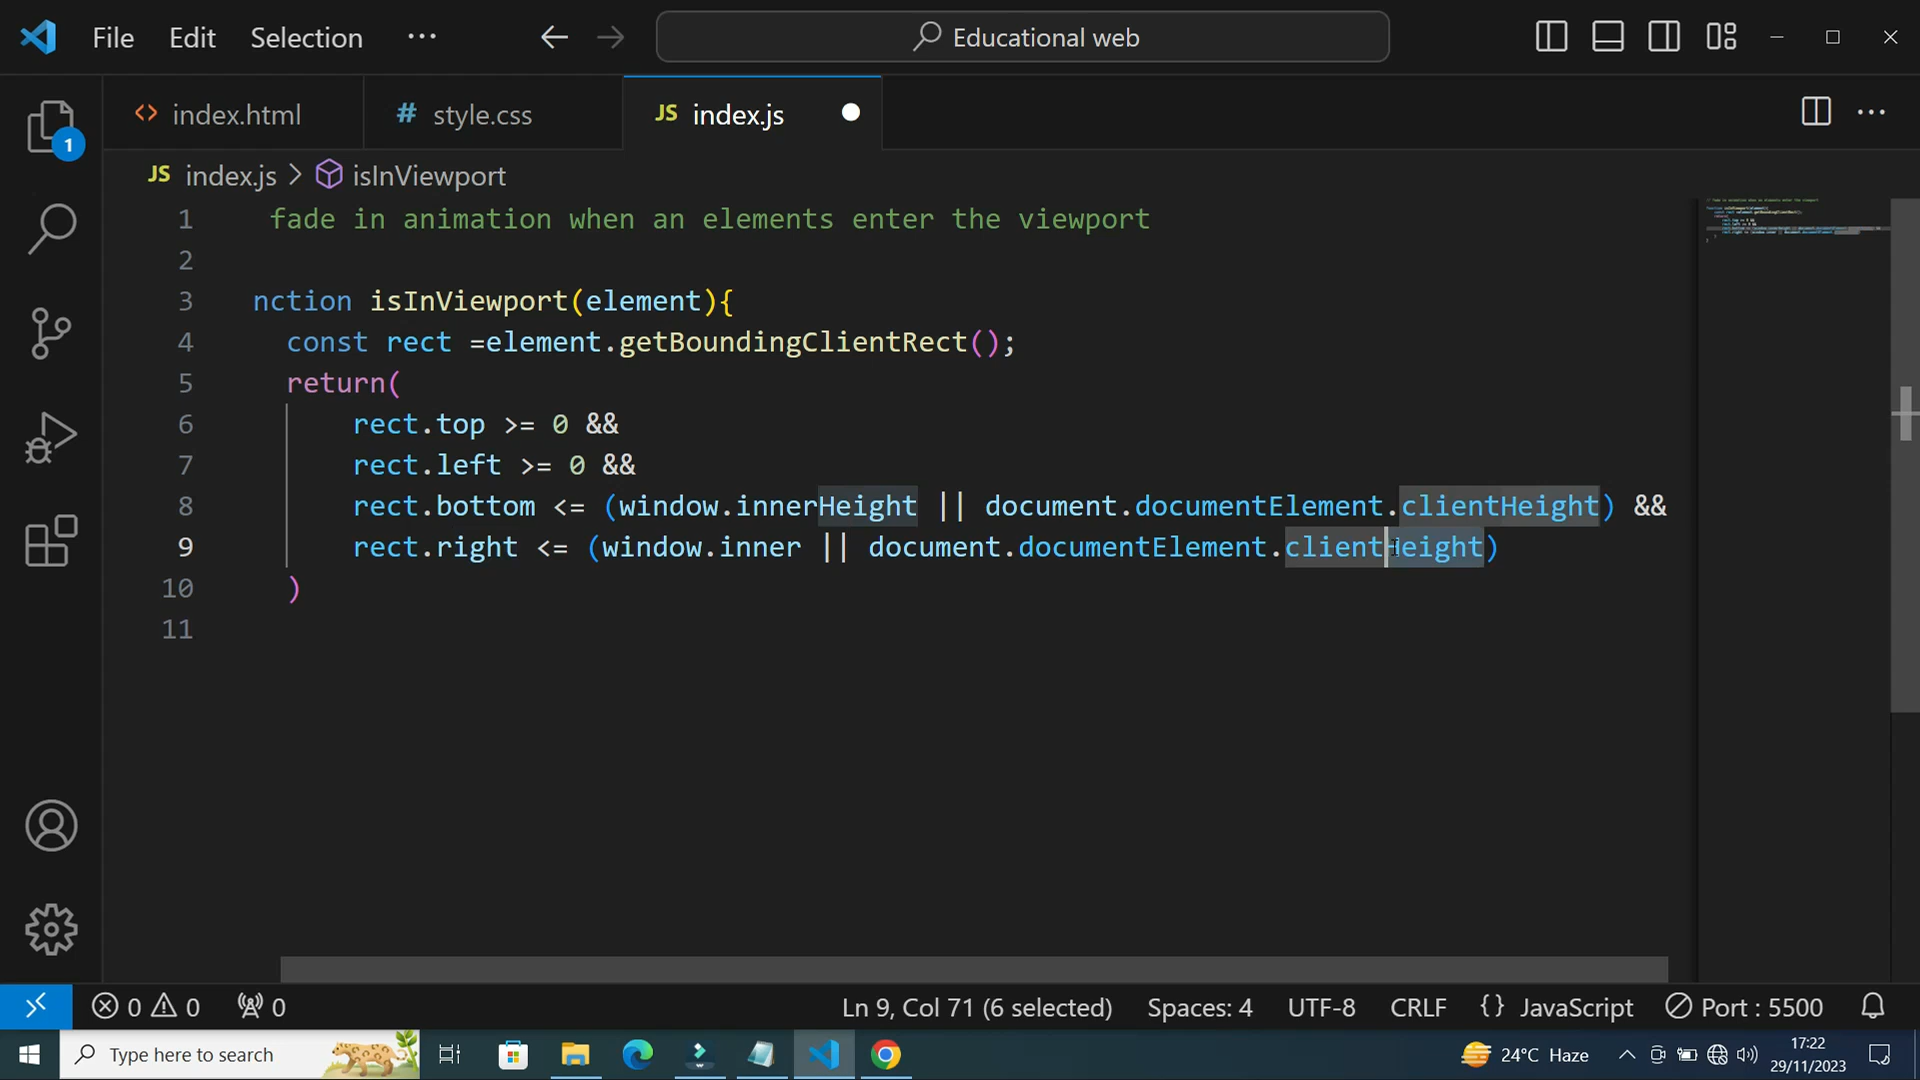 File Edit Selection ··· Educational web
index.html
# style.css
JS index.js
JS index.js > isInViewport
1 fade in animation when an elements enter the viewport
2
3 nction isInViewport(element){
4 const rect =element.getBoundingClientRect();
5 return(
6 rect.top >= 0 &&
7 rect.left >= 0 &&
8 rect.bottom <= (window.innerHeight || document.documentElement.clientHeight) &&
9 rect.right <= (window.inner || document.documentElement.clientHeight)
10 )
11
1
0 0 0 Ln 9, Col 71 (6 selected) Spaces: 4 UTF-8 CRLF {} JavaScript Port : 5500
Type here to search 24°C Haze 17:22
29/11/2023